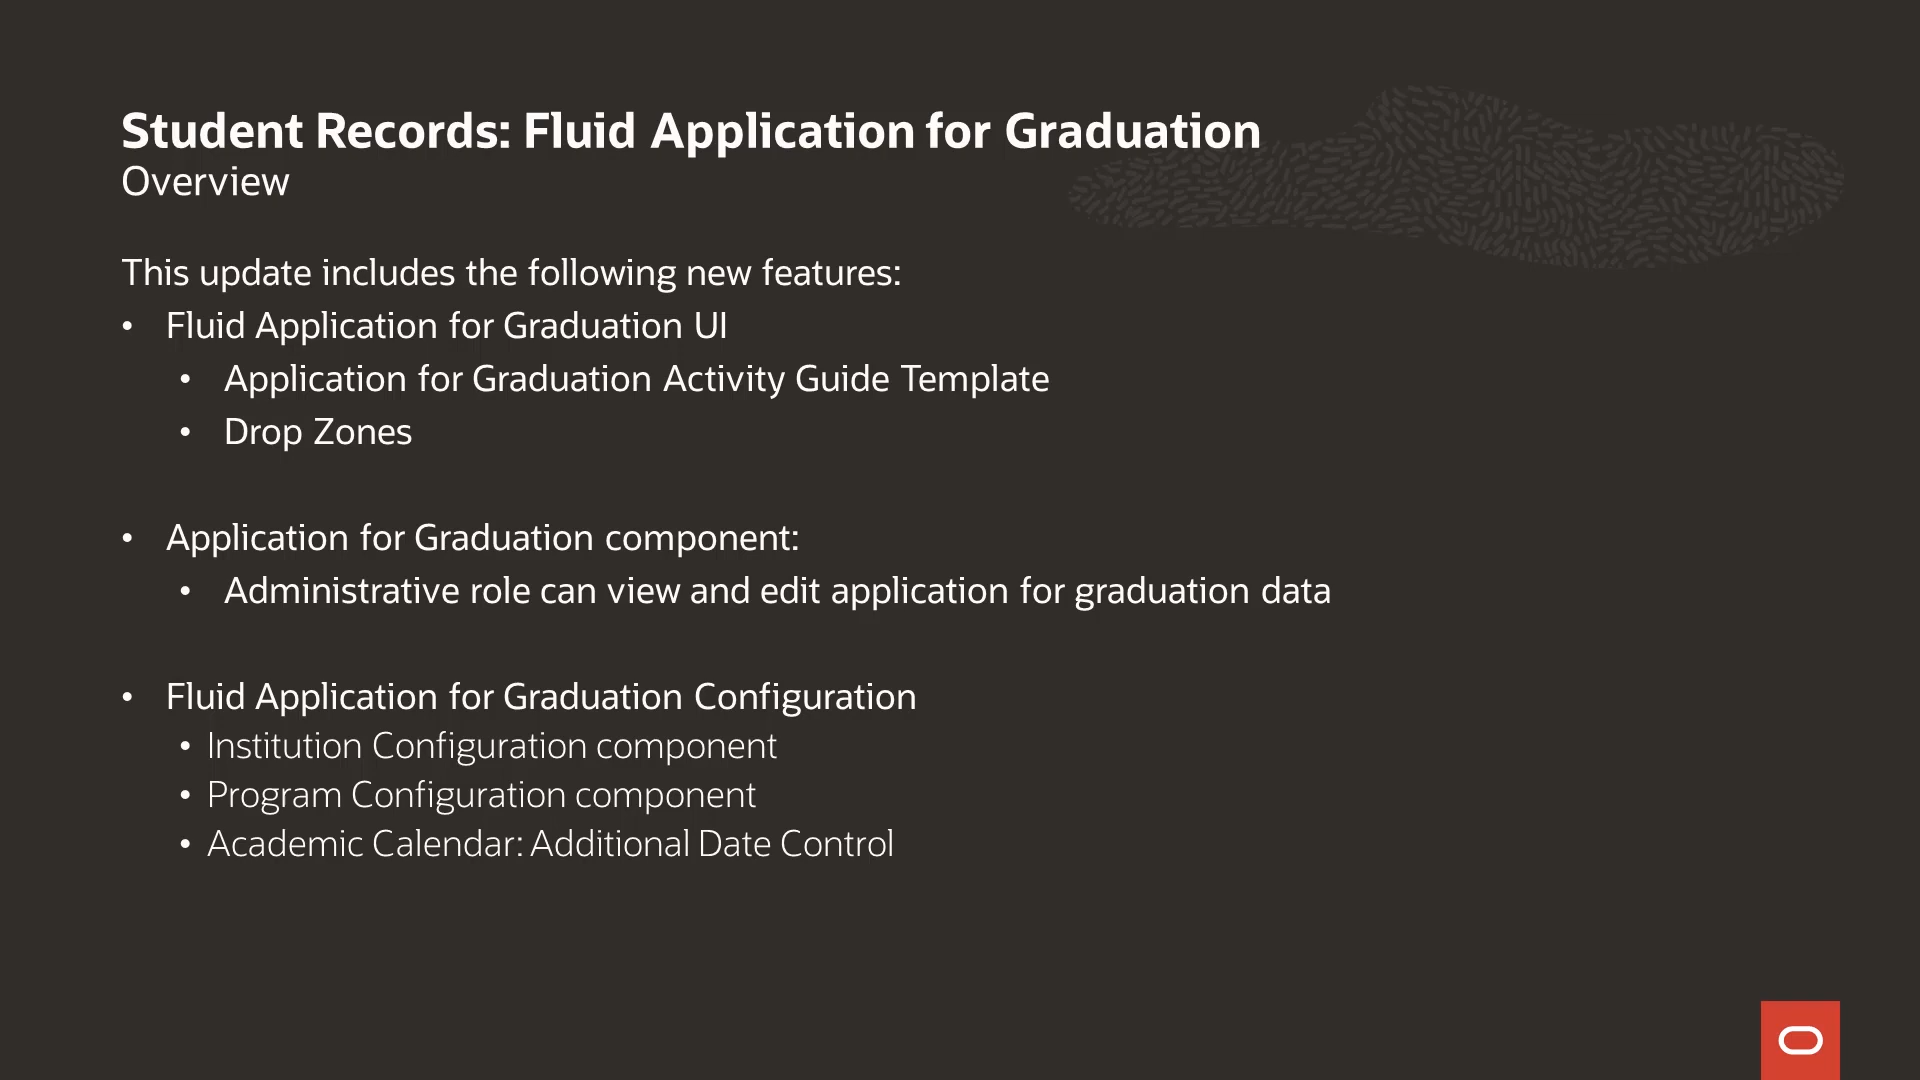 Student Records: Fluid Application for Graduation
Overview
This update includes the following new features:
• Fluid Application for Graduation UI
• Application for Graduation Activity Guide Template
• Drop Zones
• Application for Graduation component:
• Administrative role can view and edit application for graduation data
• Fluid Application for Graduation Configuration
• Institution Configuration component
• Program Configuration component
• Academic Calendar: Additional Date Control